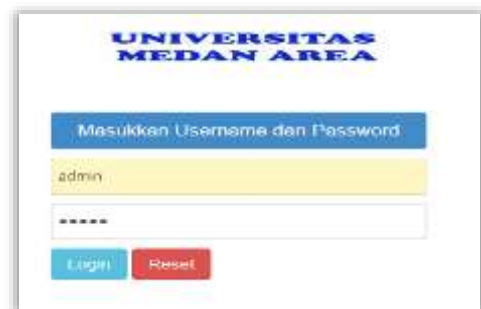 UNIVERSITAS
MEDAN AREA
Masukkan Username dan Password
admin
•••••
Login Reset